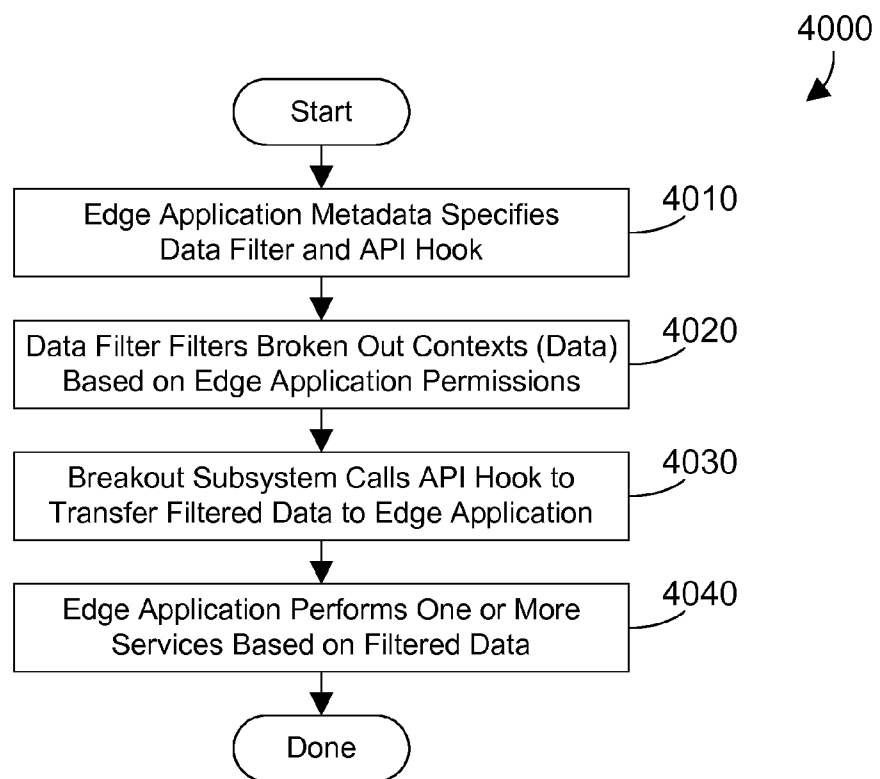 4000
Start
Edge Application Metadata Specifies
Data Filter and API Hook
4010
Data Filter Filters Broken Out Contexts (Data)
Based on Edge Application Permissions
4020
Breakout Subsystem Calls API Hook to
Transfer Filtered Data to Edge Application
4030
Edge Application Performs One or More
Services Based on Filtered Data
4040
Done